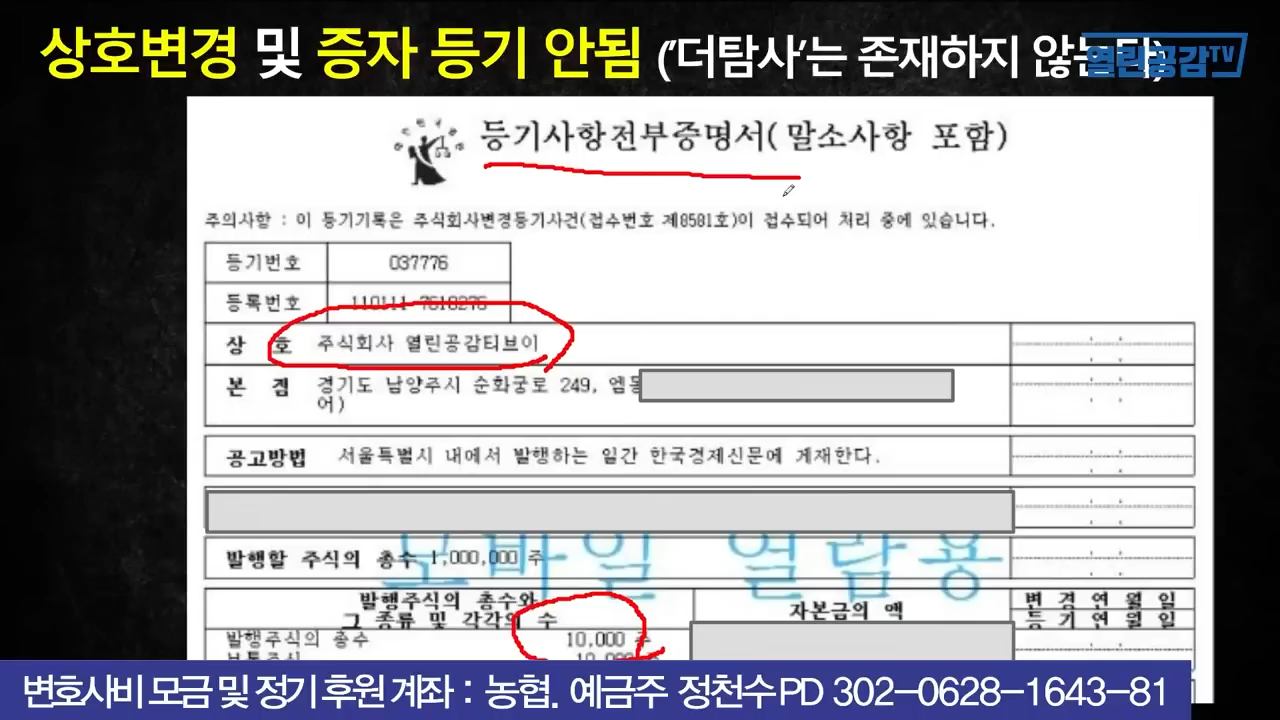 상호변경 및 증자 등기 안됨 ('더탐사'는 존재하지 않는다)
열린공감TV
등기사항전부증명서(말소사항 포함)
주의사항 : 이 등기기록은 주식회사변경등기사건(접수번호 제8581호)이 접수되어 처리 중에 있습니다.
등기번호 037776
등록번호 110111-7618276
상 호 주식회사 열린공감티브이
본 점 경기도 남양주시 순화궁로 249, 엠동
어)
공고방법 서울특별시 내에서 발행하는 일간 한국경제신문에 게재한다.
모바일 열람용
발행할 주식의 총수 1,000,000 주
발행주식의 총수와
그 종류 및 각각의 수
자본금의 액
변 경 연 월 일
등 기 연 월 일
발행주식의 총수 10,000 주
보통주식 10,000 주
변호사비 모금 및 정기 후원 계좌 : 농협. 예금주 정천수PD 302-0628-1643-81